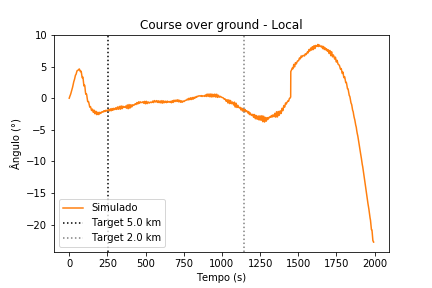 Course over ground - Local
Ângulo (°)
10
5
0
−5
−10
−15
−20
Simulado
Target 5.0 km
Target 2.0 km
0
250
500
750
1000
1250
1500
1750
2000
Tempo (s)